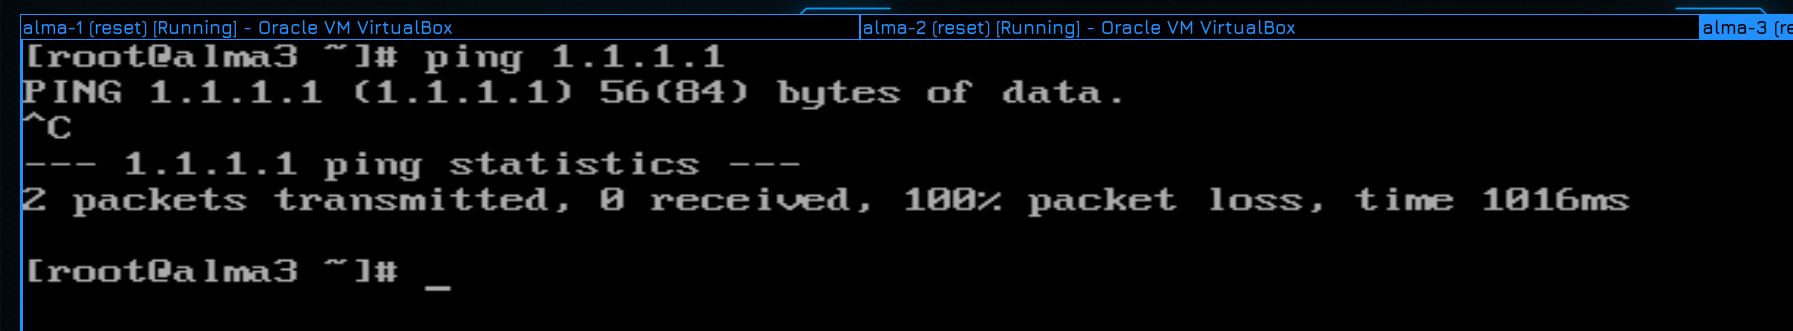 alma-1 (reset) [Running] - Oracle VM VirtualBox
alma-2 (reset) [Running] - Oracle VM VirtualBox
alma-3 (re
[root@alma3 ~]# ping 1.1.1.1
PING 1.1.1.1 (1.1.1.1) 56(84) bytes of data.
^C
--- 1.1.1.1 ping statistics ---
2 packets transmitted, 0 received, 100% packet loss, time 1016ms
[root@alma3 ~]# _